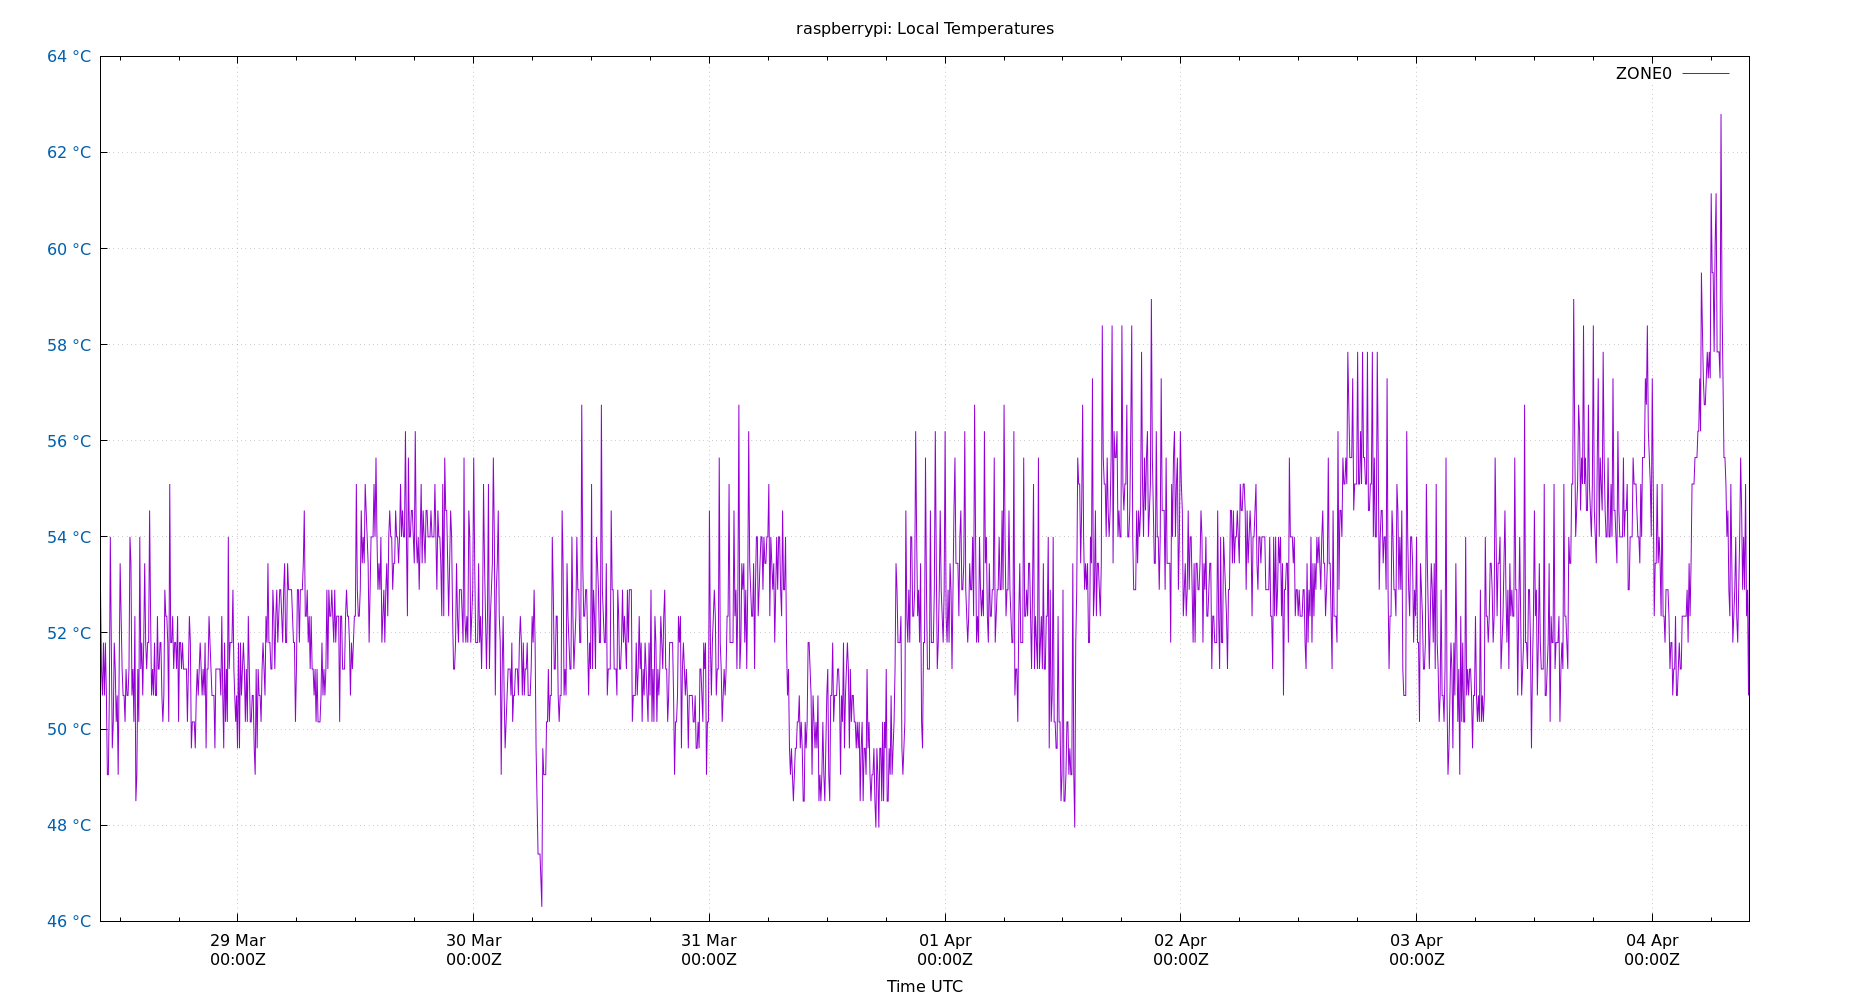 raspberrypi: Local Temperatures
64 °C
ZONE0
62 °C
60 °C
58 °C
56 °C
54 °C
52 °C
50 °C
48 °C
46 °C
29 Mar 30 Mar 31 Mar 01 Apr 02 Apr 03 Apr 04 Apr
00:00Z 00:00Z 00:00Z 00:00Z 00:00Z 00:00Z 00:00Z
Time UTC